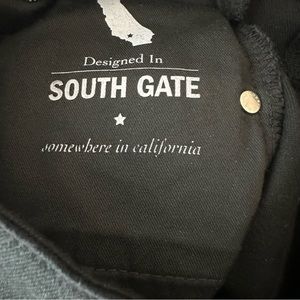 Designed In
SOUTH GATE
somewhere in california